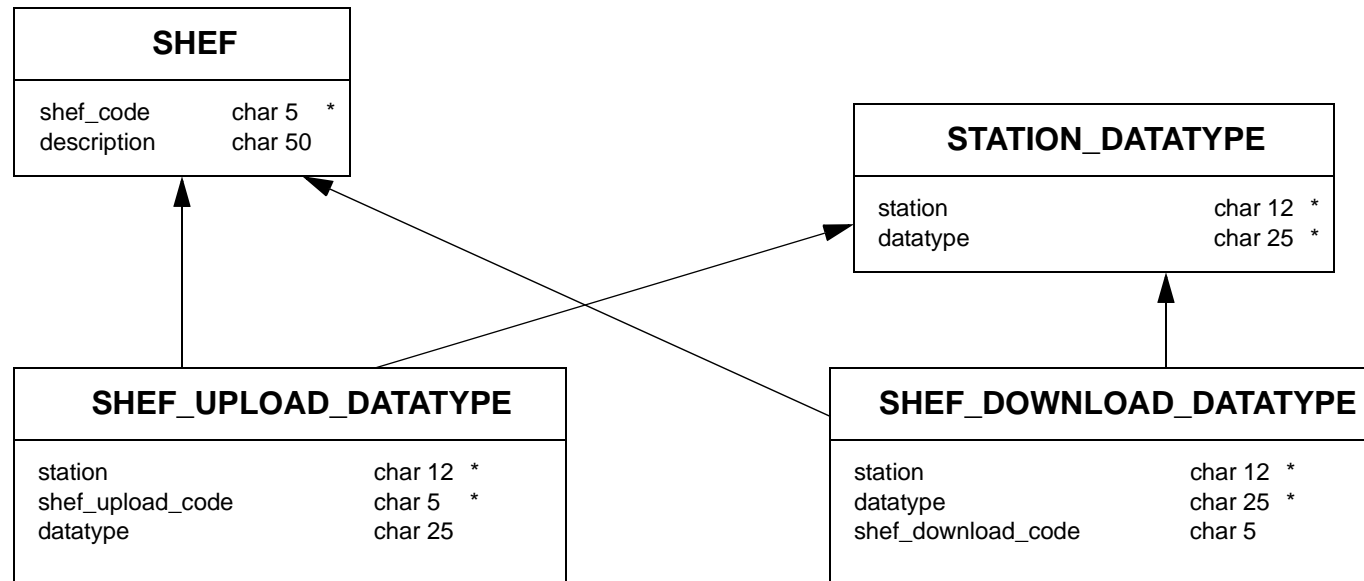 SHEF
shef_code char 5 *
description char 50
STATION_DATATYPE
station char 12 *
datatype char 25 *
SHEF_UPLOAD_DATATYPE
station char 12 *
shef_upload_code char 5 *
datatype char 25
SHEF_DOWNLOAD_DATATYPE
station char 12 *
datatype char 25 *
shef_download_code char 5